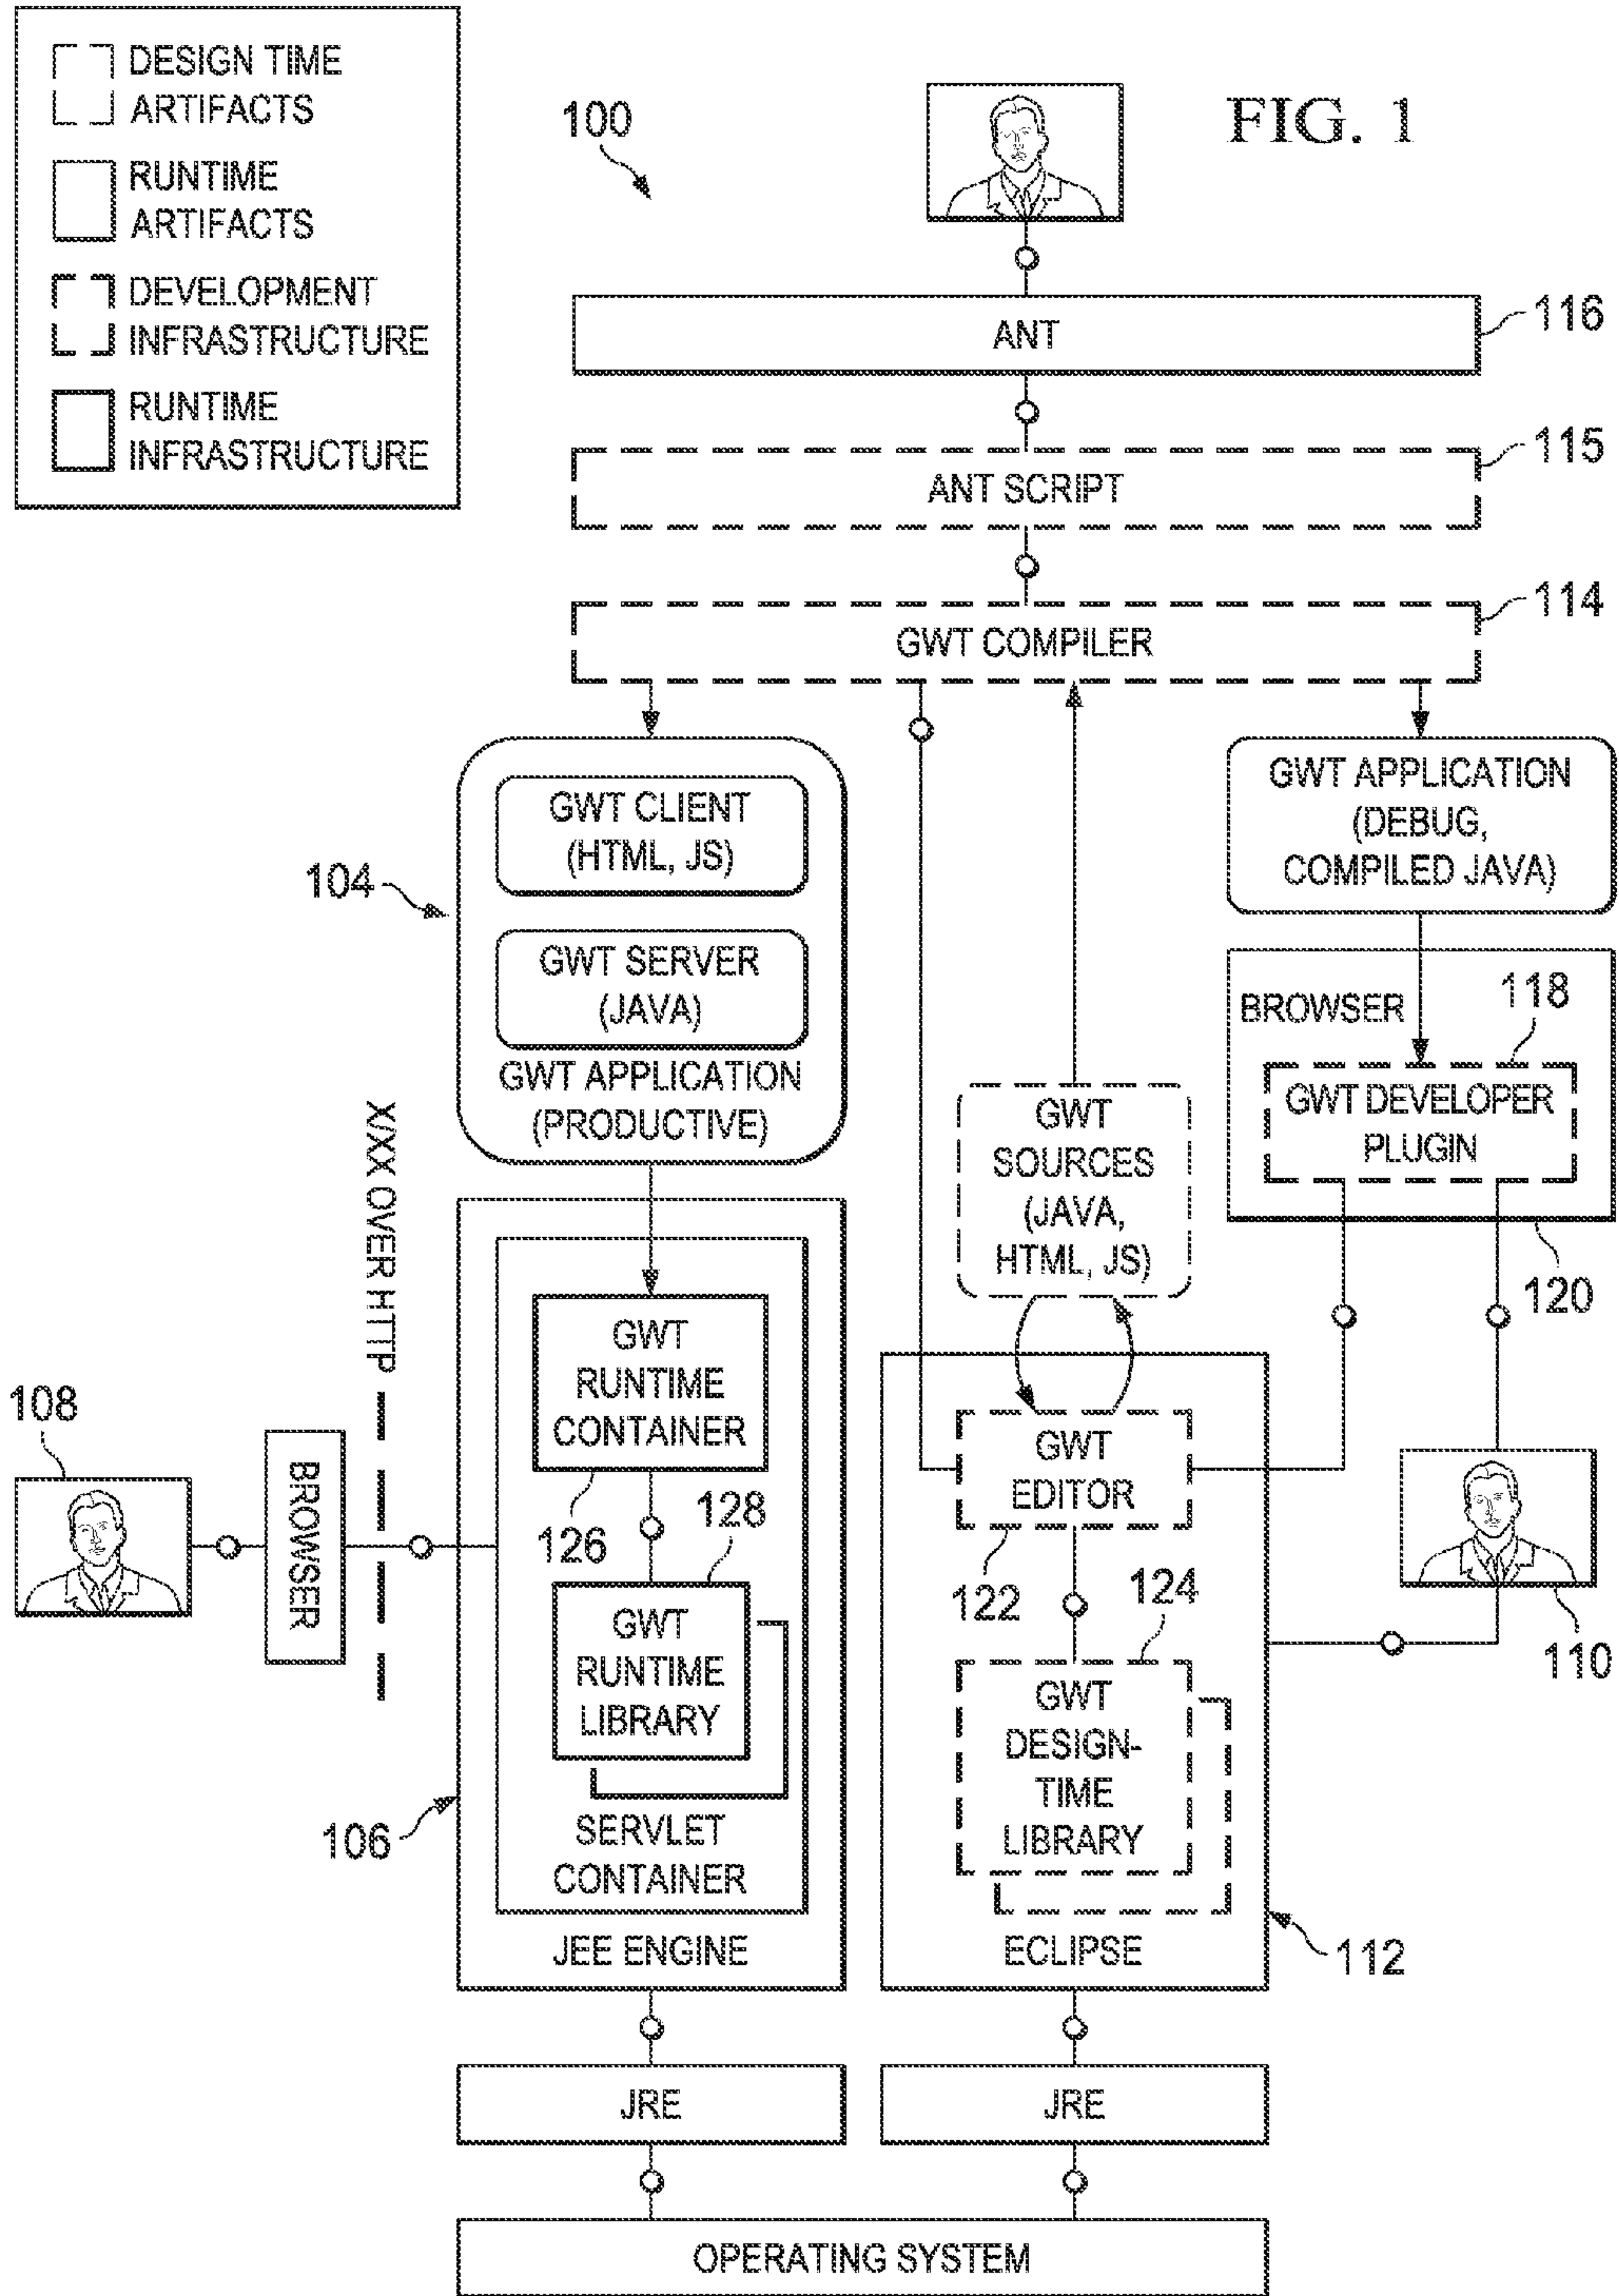 DESIGN TIME
ARTIFACTS
RUNTIME
ARTIFACTS
DEVELOPMENT
INFRASTRUCTURE
RUNTIME
INFRASTRUCTURE
100
FIG. 1
ANT
116
ANT SCRIPT
115
GWT COMPILER
114
104
GWT CLIENT
(HTML, JS)
GWT SERVER
(JAVA)
GWT APPLICATION
(PRODUCTIVE)
GWT APPLICATION
(DEBUG,
COMPILED JAVA)
BROWSER
118
GWT DEVELOPER
PLUGIN
120
GWT
SOURCES
(JAVA,
HTML, JS)
X/XX OVER HTTP
108
BROWSER
GWT
RUNTIME
CONTAINER
126
128
GWT
RUNTIME
LIBRARY
SERVLET
CONTAINER
JEE ENGINE
106
GWT
EDITOR
122
124
GWT
DESIGN-
TIME
LIBRARY
ECLIPSE
112
110
JRE
JRE
OPERATING SYSTEM